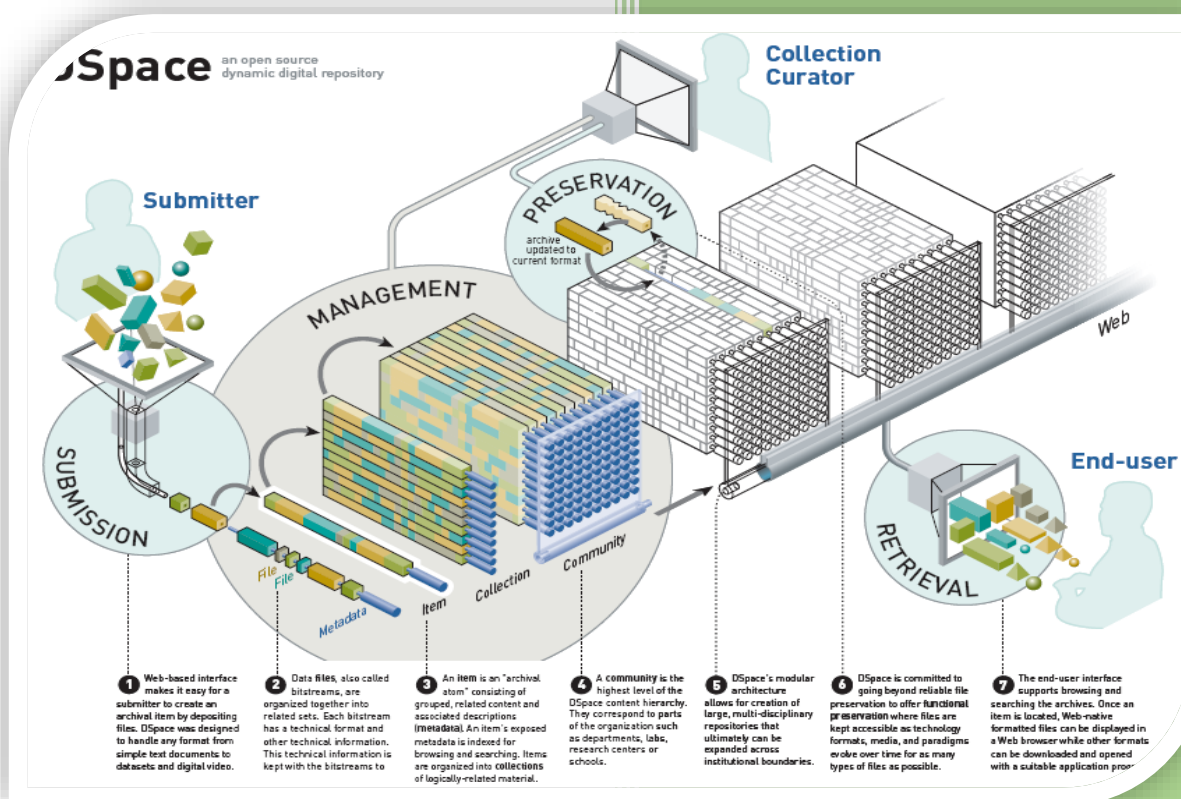 DSpace
an open source
dynamic digital repository
Collection
Curator
Submitter
PRESERVATION
archive
updated to
current format
MANAGEMENT
Web
SUBMISSION
End-user
RETRIEVAL
File
File
Metadata
Item
Collection
Community
1 Web-based interface
makes it easy for a
submitter to create an
archival item by depositing
files. DSpace was designed
to handle any format from
simple text documents to
datasets and digital video.
2 Data files, also called
bitstreams, are
organized together into
related sets. Each bitstream
has a technical format and
other technical information.
This technical information is
kept with the bitstreams to
3 An item is an "archival
atom" consisting of
grouped, related content and
associated descriptions
(metadata). An item's exposed
metadata is indexed for
browsing and searching. Items
are organized into collections
of logically-related material.
4 A community is the
highest level of the
DSpace content hierarchy.
They correspond to parts
of the organization such
as departments, labs,
research centers or
schools.
5 DSpace's modular
architecture
allows for creation of
large, multi-disciplinary
repositories that
ultimately can be
expanded across
institutional boundaries.
6 DSpace is committed to
going beyond reliable file
preservation to offer functional
preservation where files are
kept accessible as technology
formats, media, and paradigms
evolve over time for as many
types of files as possible.
7 The end-user interface
supports browsing and
searching the archives. Once an
item is located, Web-native
formatted files can be displayed in
a Web browser while other formats
can be downloaded and opened
with a suitable application